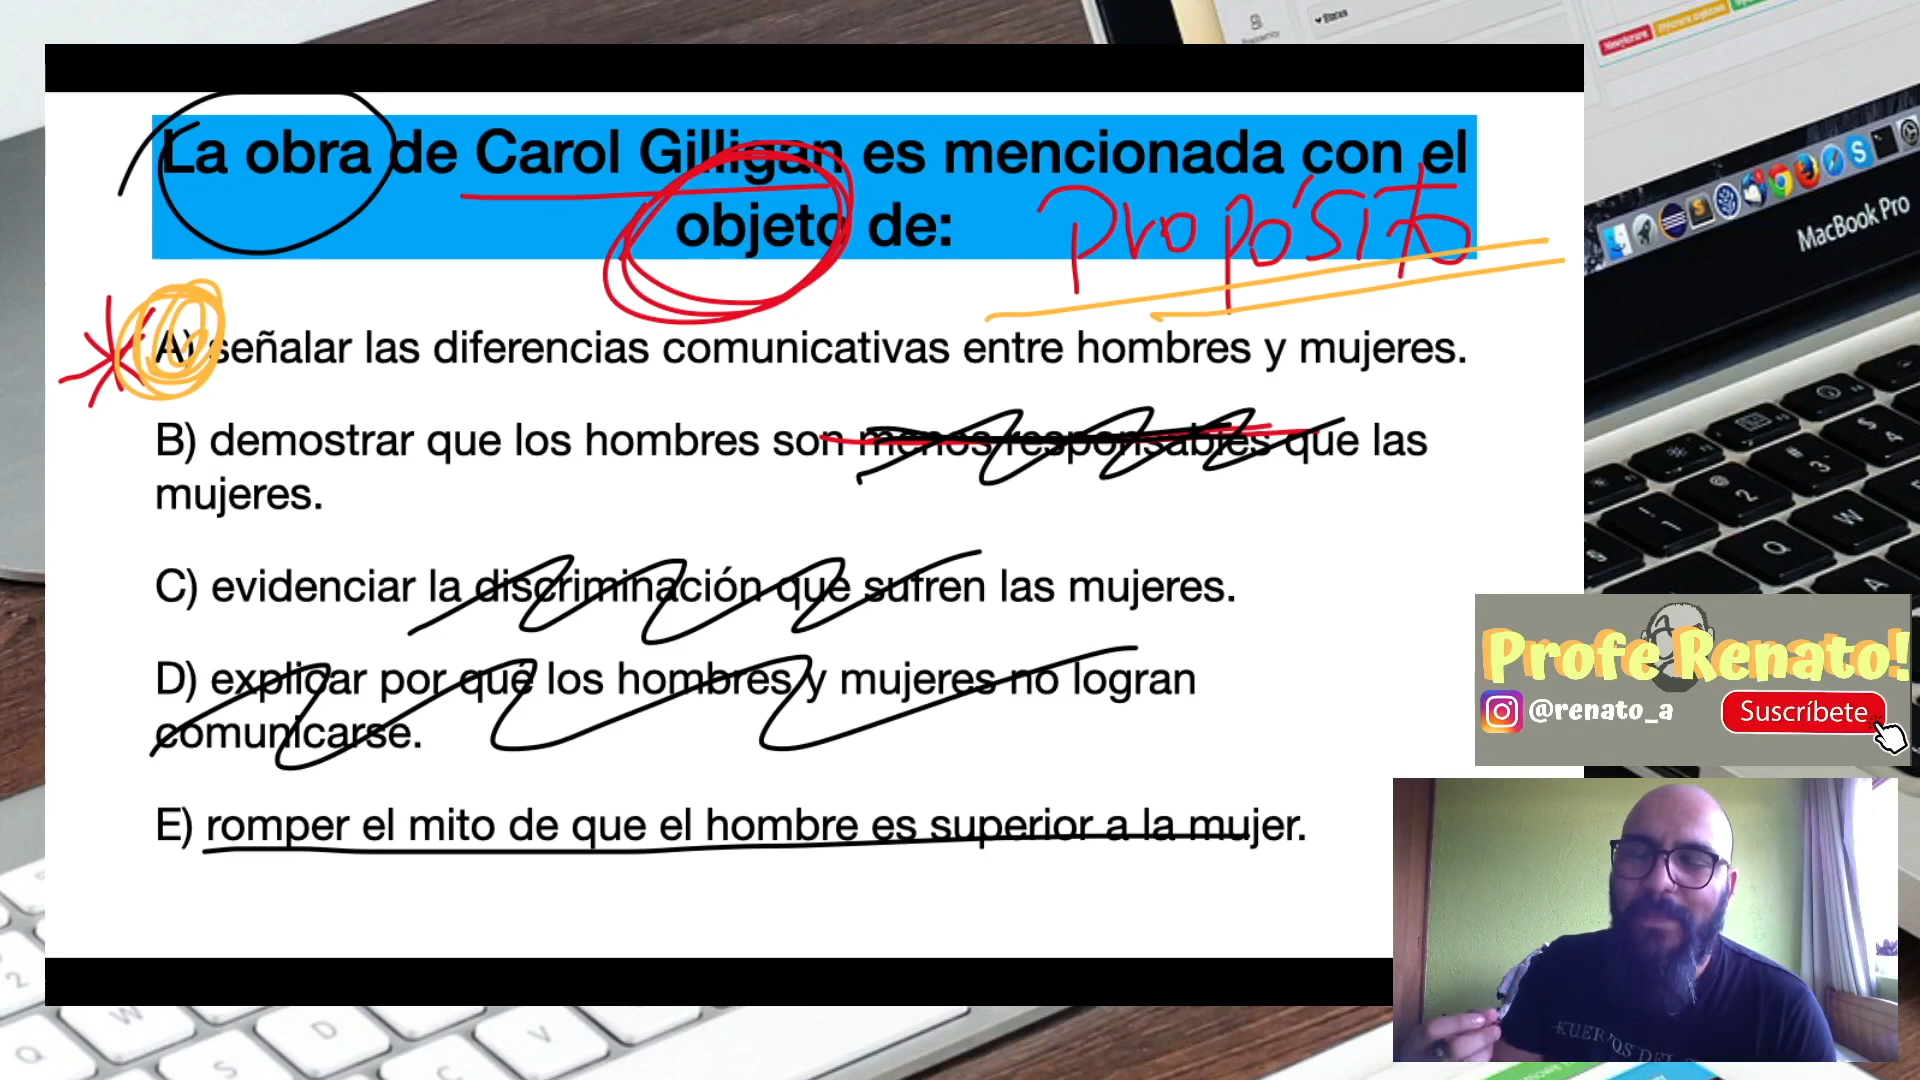 Status
MacBook Pro
La obra de Carol Gilligan es mencionada con el
objeto de:
propósito
A) señalar las diferencias comunicativas entre hombres y mujeres.
B) demostrar que los hombres son menos responsables que las
mujeres.
C) evidenciar la discriminación que sufren las mujeres.
D) explicar por qué los hombres y mujeres no logran
comunicarse.
E) romper el mito de que el hombre es superior a la mujer.
Profe Renato!
@renato_a
Suscríbete